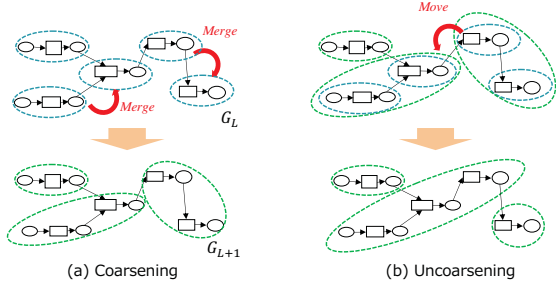 Merge
Move
Merge
G_L
G_{L+1}
(a) Coarsening
(b) Uncoarsening